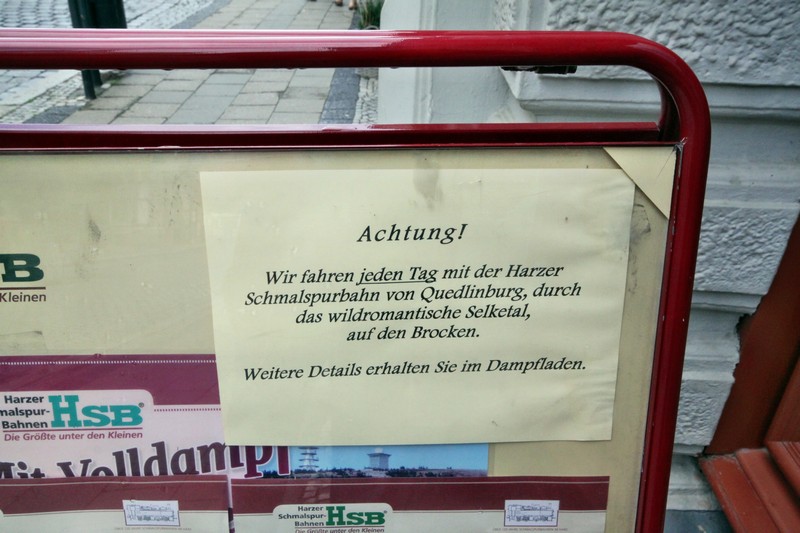 Achtung!
Wir fahren jeden Tag mit der Harzer
Schmalspurbahn von Quedlinburg, durch
das wildromantische Selketal,
auf den Brocken.
Weitere Details erhalten Sie im Dampfladen.
B
Kleinen
Harzer
malspur-
Bahnen HSB
Die Größte unter den Kleinen
Mit Volldampf
Harzer
Schmalspur-
Bahnen HSB
Die Größte unter den Kleinen